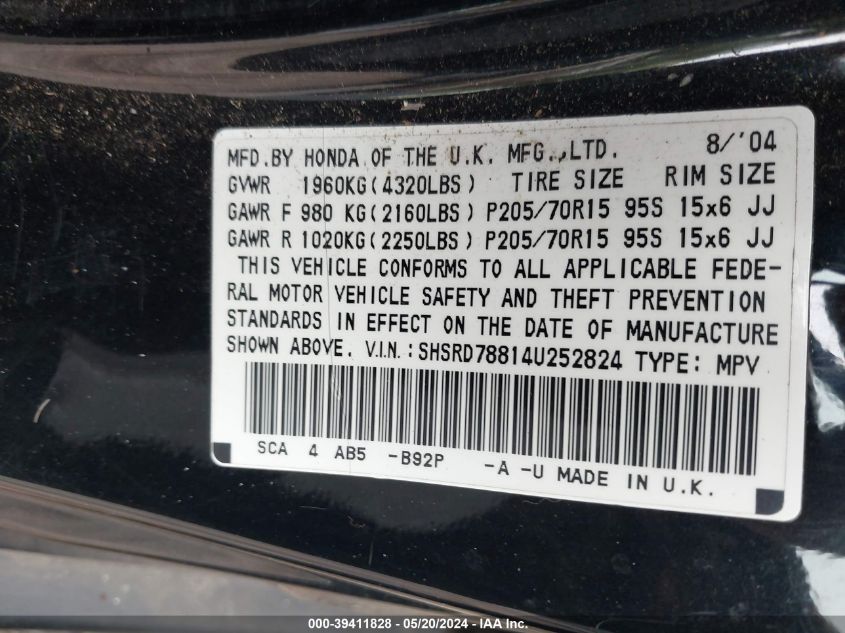 MFD.BY HONDA OF THE U.K. MFG.,LTD. 8/'04
GVWR 1960KG(4320LBS) TIRE SIZE RIM SIZE
GAWR F 980 KG(2160LBS) P205/70R15 95S 15x6 JJ
GAWR R 1020KG(2250LBS) P205/70R15 95S 15x6 JJ
THIS VEHICLE CONFORMS TO ALL APPLICABLE FEDE-
RAL MOTOR VEHICLE SAFETY AND THEFT PREVENTION
STANDARDS IN EFFECT ON THE DATE OF MANUFACTURE
SHOWN ABOVE. V.I.N.:SHSRD78814U252824 TYPE: MPV
SCA 4 AB5 -B92P -A -U MADE IN U.K.
000-39411828 - 05/20/2024 - IAAI.com